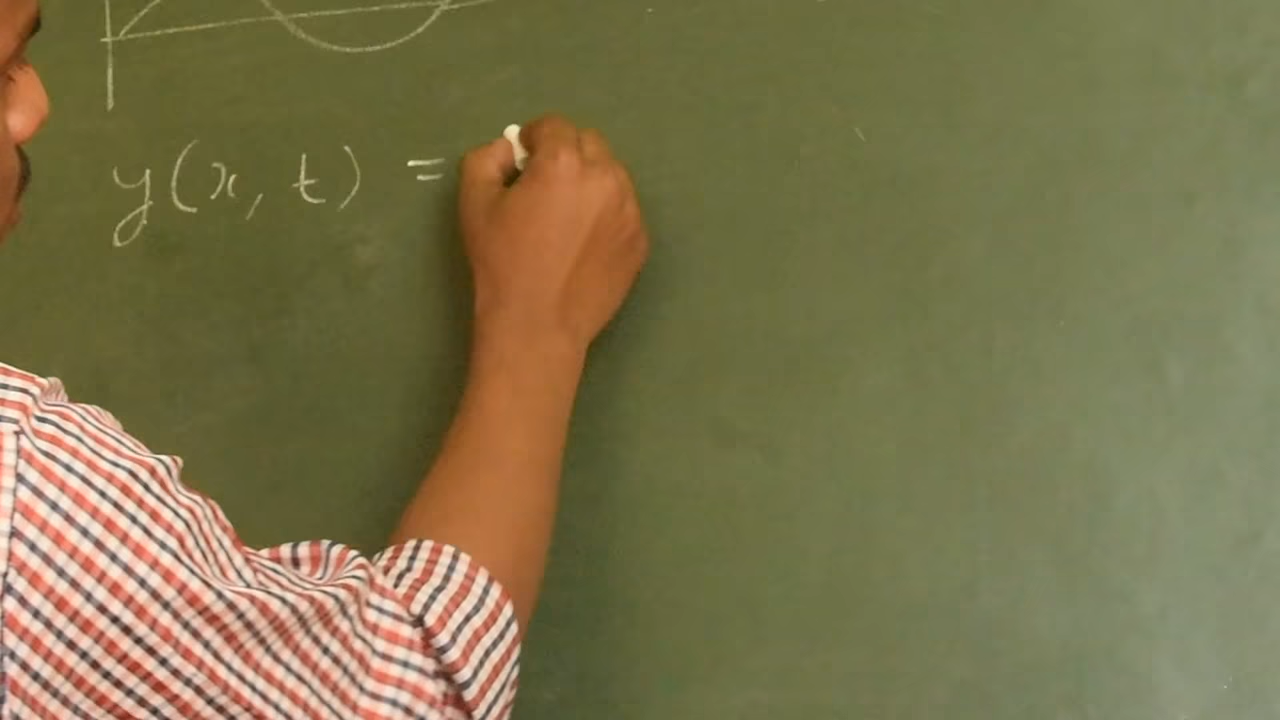 y(x, t) =